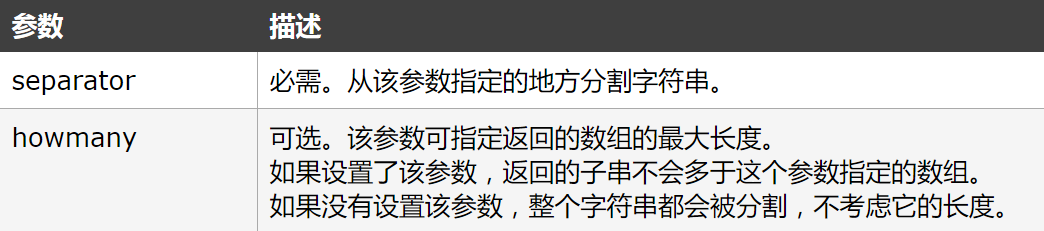 参数 描述
separator 必需。从该参数指定的地方分割字符串。
howmany 可选。该参数可指定返回的数组的最大长度。
如果设置了该参数，返回的子串不会多于这个参数指定的数组。
如果没有设置该参数，整个字符串都会被分割，不考虑它的长度。